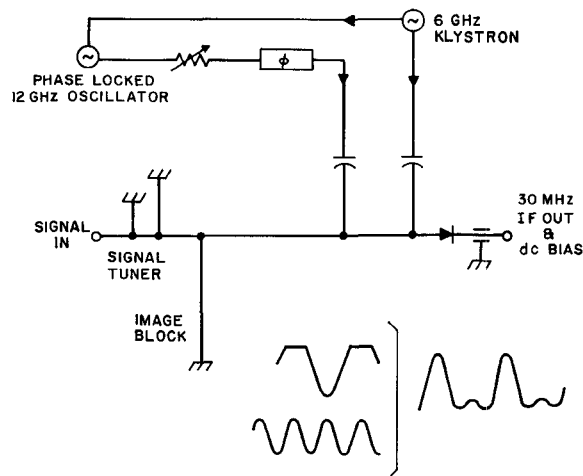 6 GHz
KLYSTRON
PHASE LOCKED
12 GHz OSCILLATOR
ϕ
SIGNAL
IN
SIGNAL
TUNER
IMAGE
BLOCK
30 MHz
IF OUT
&
dc BIAS